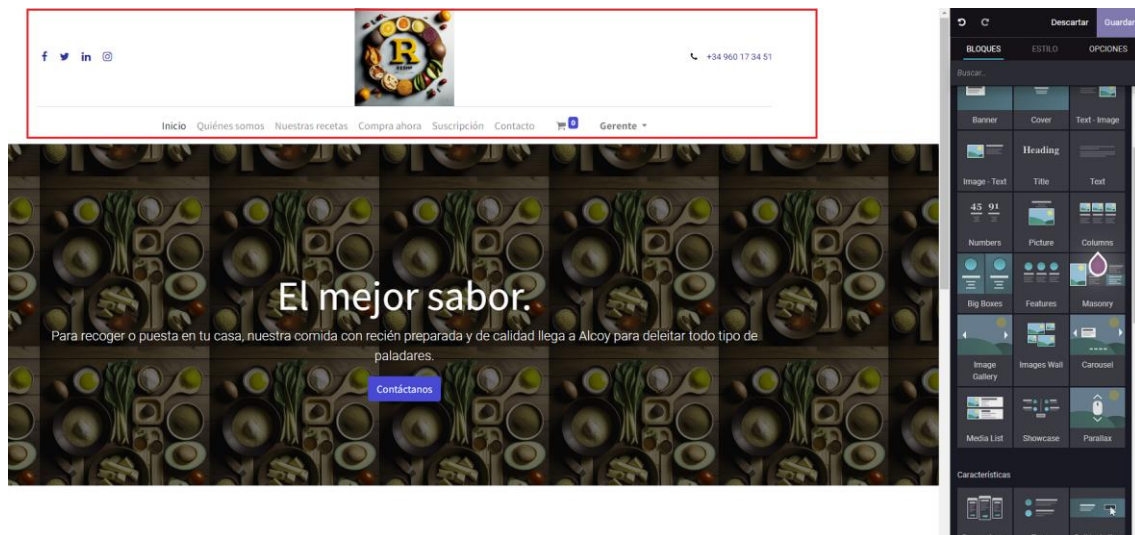 Descartar Guardar
BLOQUES ESTILO OPCIONES
Buscar..
R
+34 960 17 34 51
Inicio Quiénes somos Nuestras recetas Compra ahora Suscripción Contacto 0 Gerente
El mejor sabor.
Para recoger o puesta en tu casa, nuestra comida con recién preparada y de calidad llega a Alcoy para deleitar todo tipo de
paladares.
Contáctanos
Banner Cover Text - Image
Heading
Image - Text Title Text
45 91
Numbers Picture Columns
Big Boxes Features Masonry
Image
Gallery
Images Wall Carousel
Media List Showcase Parallax
Características